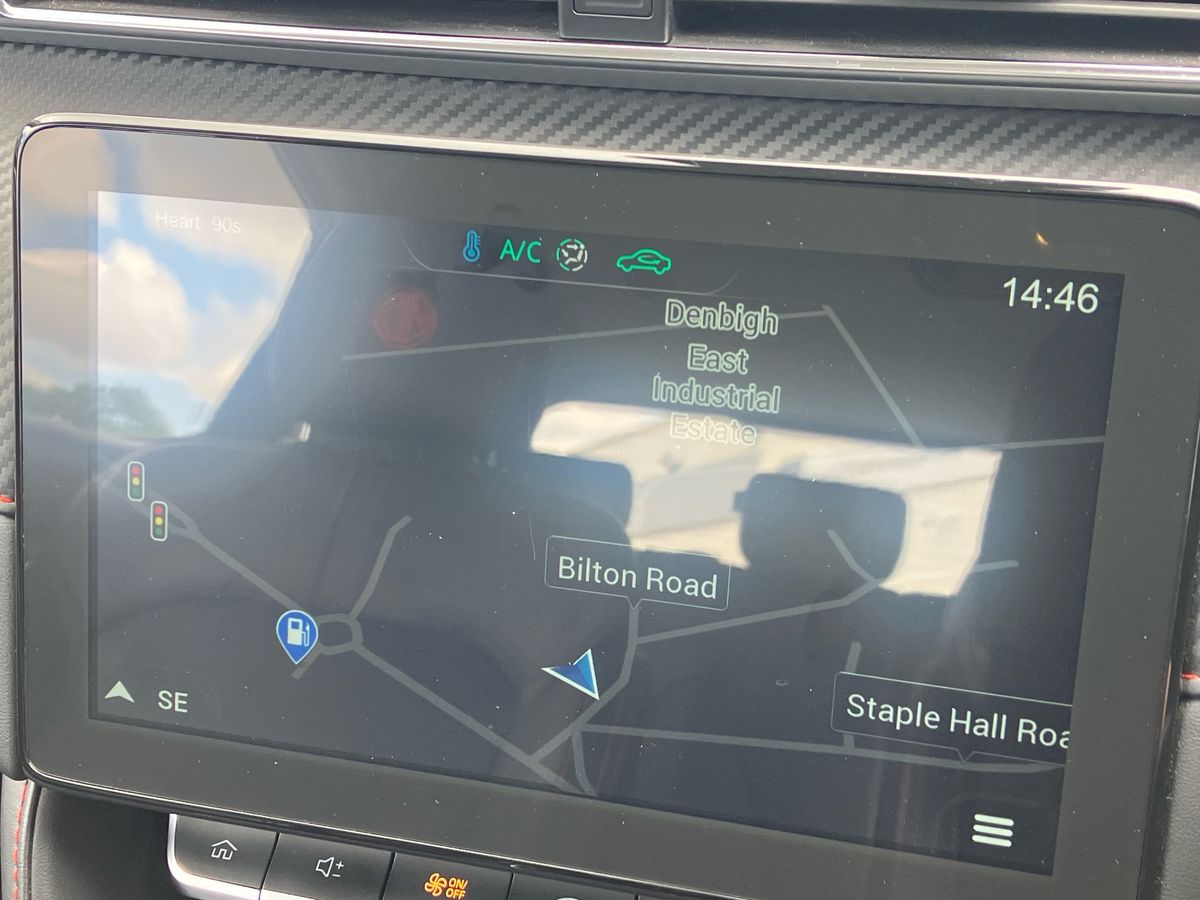 Heart 90s
A/C
14:46
Denbigh
East
Industrial
Estate
Bilton Road
Staple Hall Roa
SE
ON/
OFF